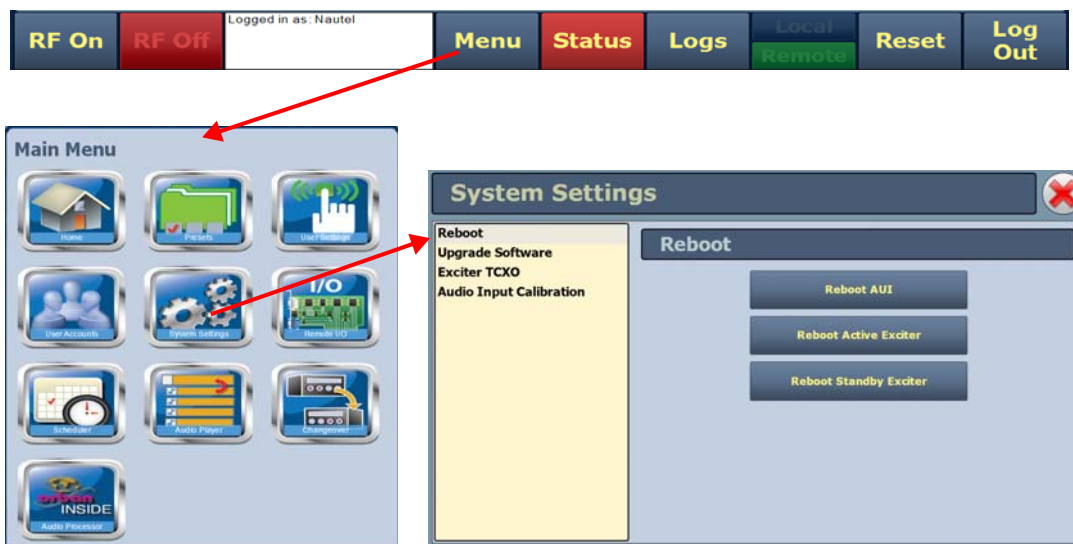 RF On
RF Off
Logged in as: Nautel
Menu
Status
Logs
Local
Remote
Reset
Log
Out
Main Menu
Home
Presets
User Settings
User Accounts
System Settings
I/O
Remote I/O
Scheduler
Audio Player
Changeover
orban
INSIDE
Audio Processor
System Settings
Reboot
Upgrade Software
Exciter TCXO
Audio Input Calibration
Reboot
Reboot AUI
Reboot Active Exciter
Reboot Standby Exciter